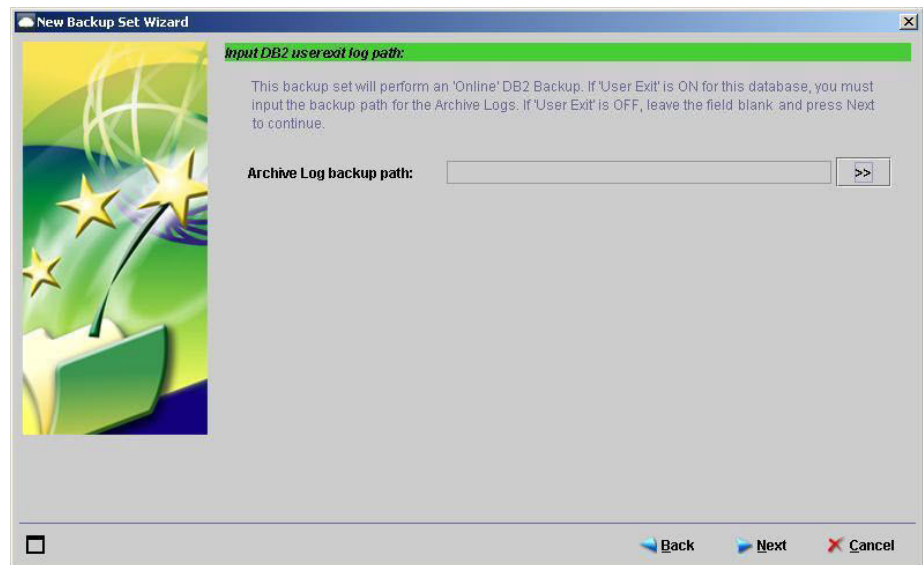 New Backup Set Wizard
Input DB2 userexit log path:
This backup set will perform an 'Online' DB2 Backup. If 'User Exit' is ON for this database, you must
input the backup path for the Archive Logs. If 'User Exit' is OFF, leave the field blank and press Next
to continue.
Archive Log backup path:
>>
Back Next Cancel